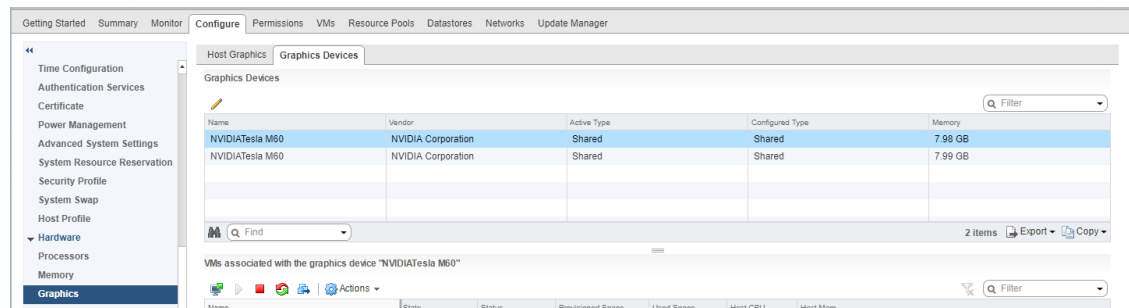 Getting Started Summary Monitor Configure Permissions VMs Resource Pools Datastores Networks Update Manager
Time Configuration
Authentication Services
Certificate
Power Management
Advanced System Settings
System Resource Reservation
Security Profile
System Swap
Host Profile
Hardware
Processors
Memory
Graphics
Host Graphics Graphics Devices
Graphics Devices
Filter
Name Vendor Active Type Configured Type Memory
NVIDIATesla M60 NVIDIA Corporation Shared Shared 7.98 GB
NVIDIATesla M60 NVIDIA Corporation Shared Shared 7.99 GB
Find 2 items Export Copy
VMs associated with the graphics device "NVIDIATesla M60"
Actions Filter
Name State Status Provisioned Space Used Space Host CPU Host Mem